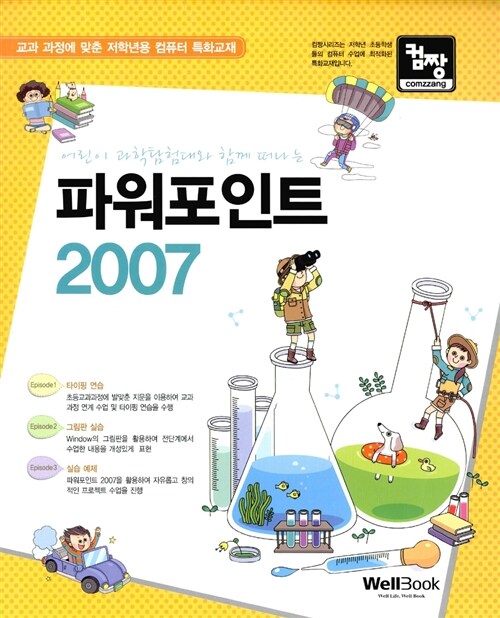 교과 과정에 맞춘 저학년용 컴퓨터 특화교재
컴짱시리즈는 저학년 초등학생
들의 컴퓨터 수업에 최적화된
특화교재입니다.
컴짱
comzzang
어린이 과학탐험대와 함께 떠나는
파워포인트
2007
Episode1 타이핑 연습
초등교과과정에 발맞춘 지문을 이용하여 교과
과정 연계 수업 및 타이핑 연습을 수행
Episode2 그림판 실습
Window의 그림판을 활용하여 전단계에서
수업한 내용을 개성있게 표현
Episode3 실습 예제
파워포인트 2007을 활용하여 자유롭고 창의
적인 프로젝트 수업을 진행
WellBook
Well Life, Well Book